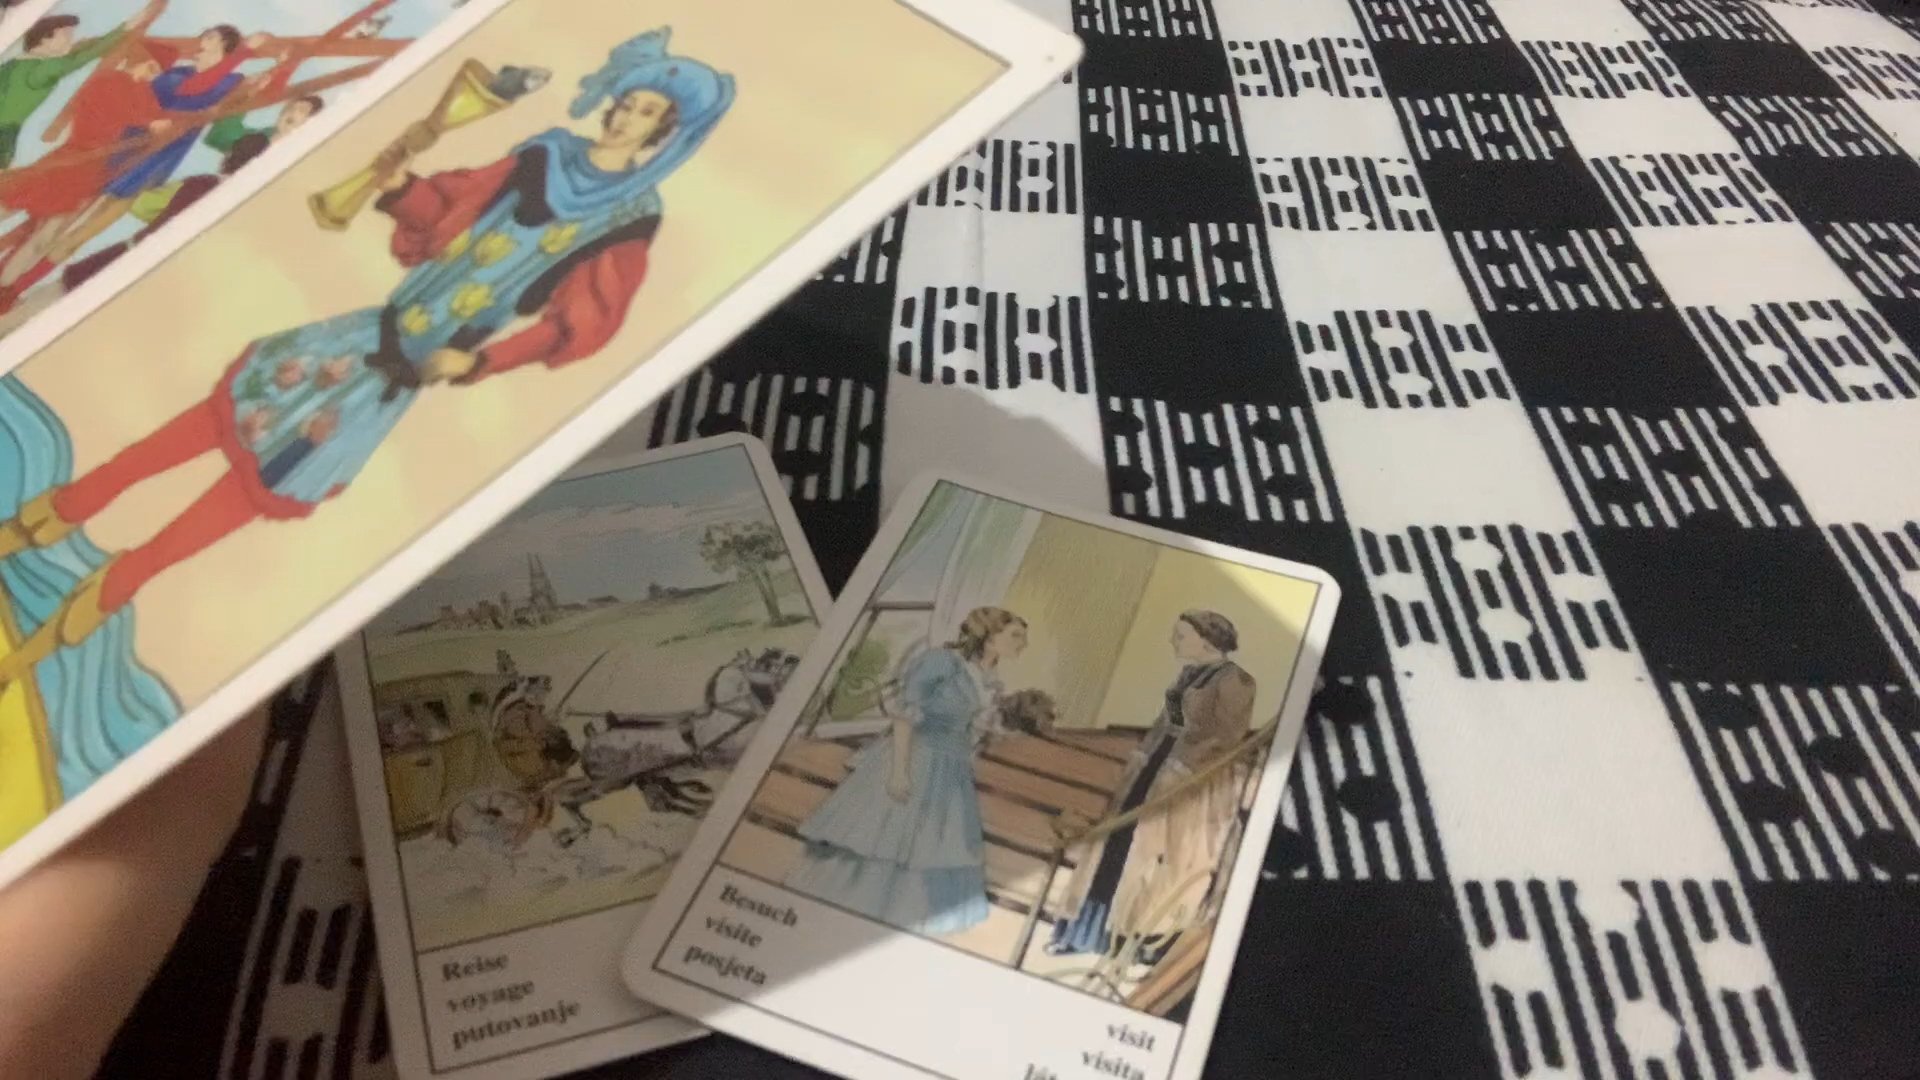 Reise
voyage
putovanje
Besuch
visite
posjeta
visit
visita